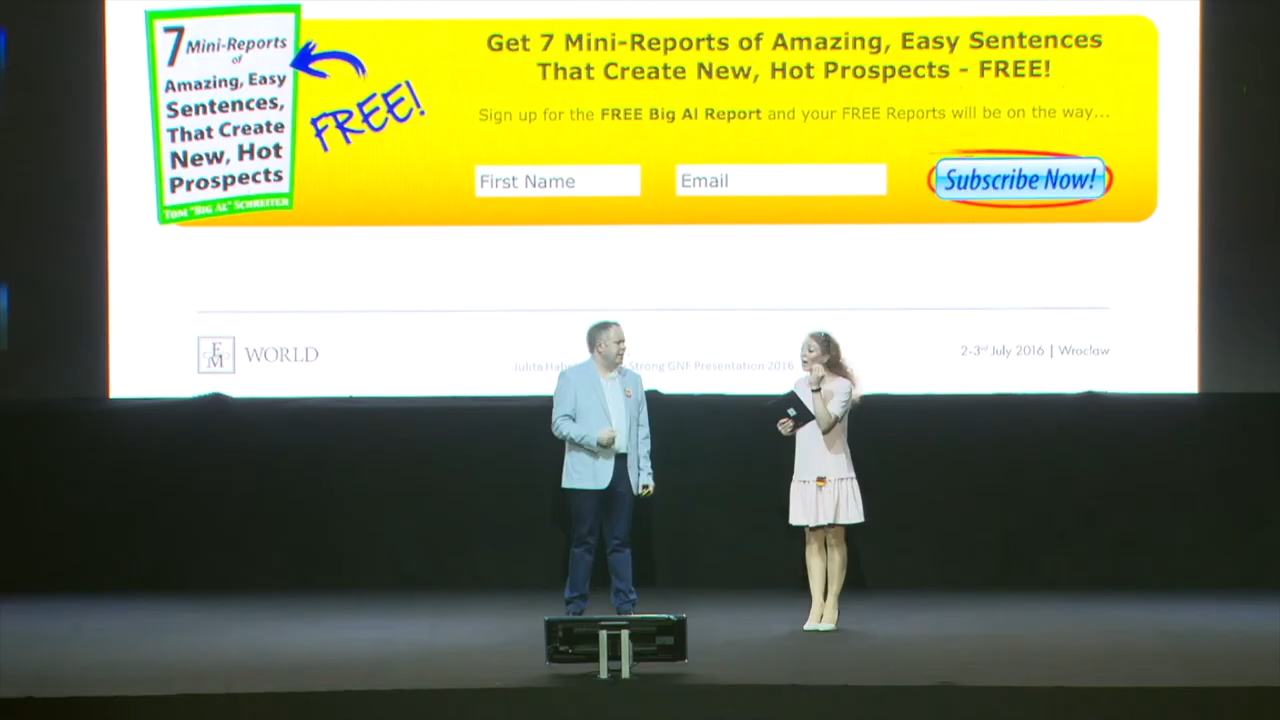 7 Mini-Reports
of
Amazing, Easy
Sentences,
That Create
New, Hot
Prospects
TOM "BIG AL" SCHREITER
FREE!
Get 7 Mini-Reports of Amazing, Easy Sentences
That Create New, Hot Prospects - FREE!
Sign up for the FREE Big Al Report and your FREE Reports will be on the way...
First Name
Email
Subscribe Now!
FM WORLD
Julita Strong GNF Presentation 2016
2-3rd July 2016 | Wroclaw